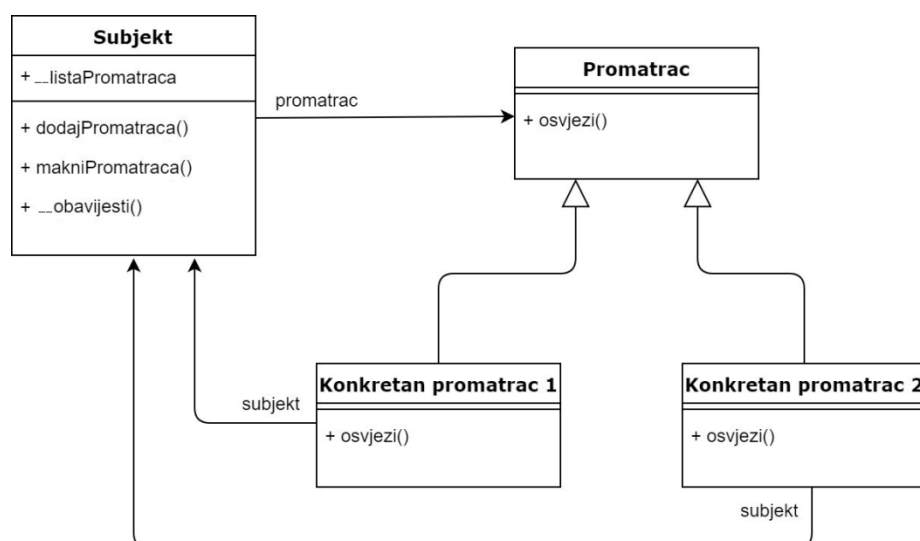 Subjekt
+ __listaPromatraca
+ dodajPromatraca()
+ makniPromatraca()
+ __obavijesti()
promatrac
Promatrac
+ osvjezi()
Konkretan promatrac 1
+ osvjezi()
subjekt
Konkretan promatrac 2
+ osvjezi()
subjekt